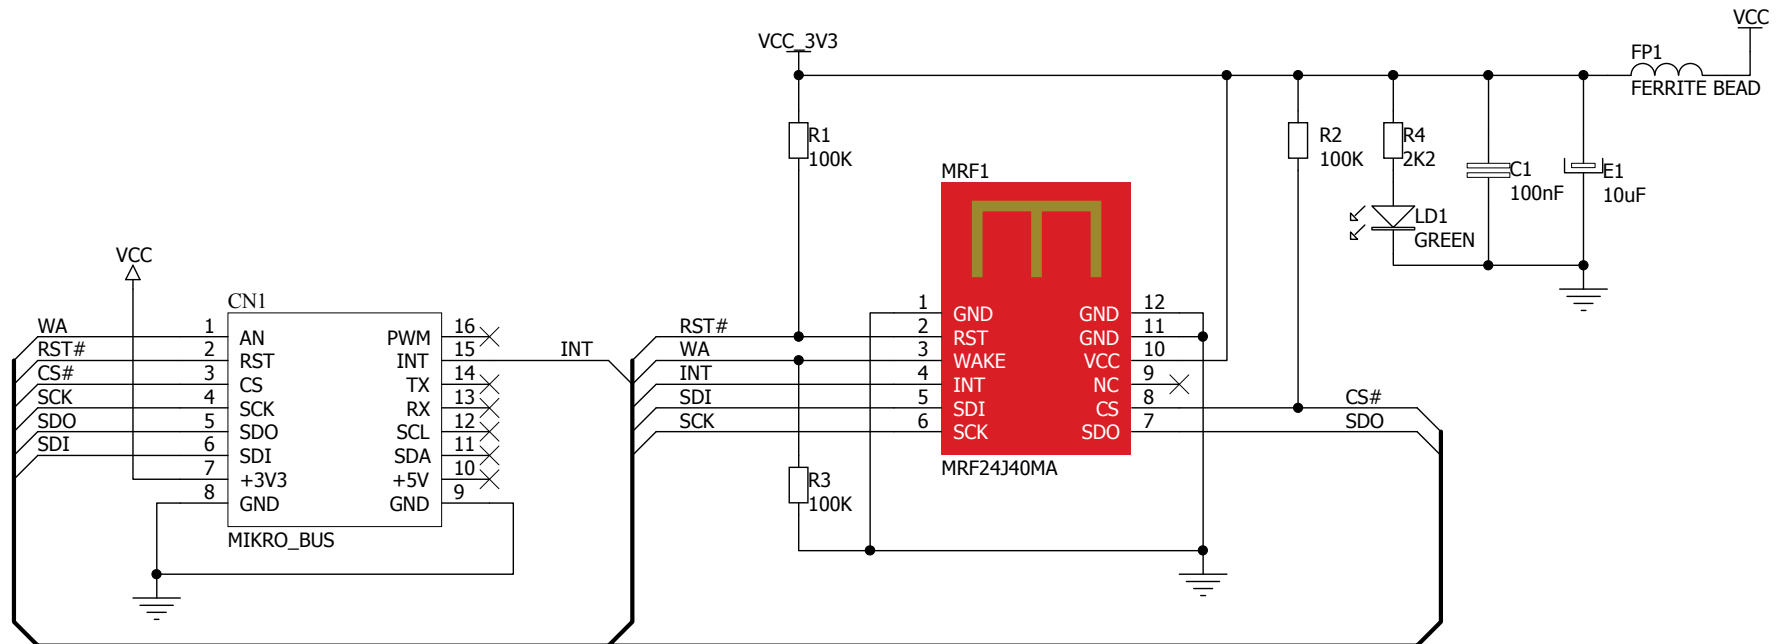 VCC
VCC_3V3
FP1
FERRITE BEAD
R1
100K
R2
100K
R4
2K2
C1
100nF
E1
10uF
LD1
GREEN
MRF1
1 GND GND 12
2 RST GND 11
3 WAKE VCC 10
4 INT NC 9
5 SDI CS 8
6 SCK SDO 7
MRF24J40MA
RST#
WA
INT
SDI
SCK
CS#
SDO
R3
100K
VCC
CN1
WA 1 AN PWM 16
RST# 2 RST INT 15 INT
CS# 3 CS TX 14
SCK 4 SCK RX 13
SDO 5 SDO SCL 12
SDI 6 SDI SDA 11
7 +3V3 +5V 10
8 GND GND 9
MIKRO_BUS